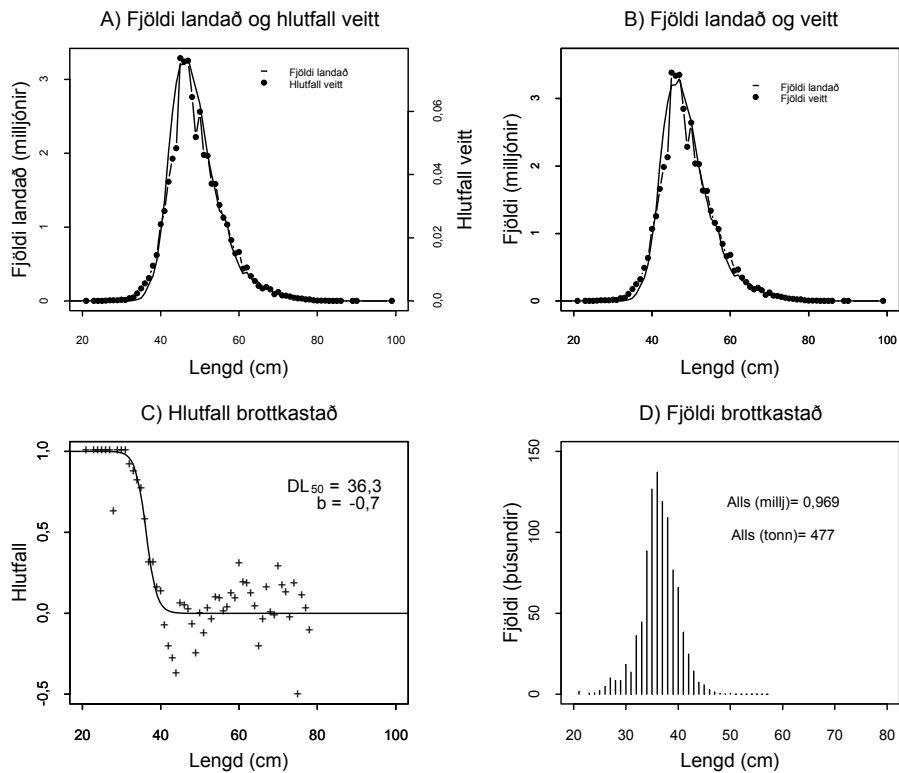 A) Fjöldi landað og hlutfall veitt
Fjöldi landað (milljónir)
0
1
2
3
Fjöldi landað
Hlutfall veitt
0,0
0,02
0,04
0,06
Hlutfall veitt
20
40
60
80
100
Lengd (cm)
B) Fjöldi landað og veitt
Fjöldi (milljónir)
0
1
2
3
Fjöldi landað
Fjöldi veitt
20
40
60
80
100
Lengd (cm)
C) Hlutfall brottkastað
Hlutfall
-0,5
0,0
0,5
1,0
DL50 = 36,3
b = -0,7
20
40
60
80
100
Lengd (cm)
D) Fjöldi brottkastað
Fjöldi (þúsundir)
0
50
100
150
Alls (millj)= 0,969
Alls (tonn)= 477
20
30
40
50
60
70
80
Lengd (cm)